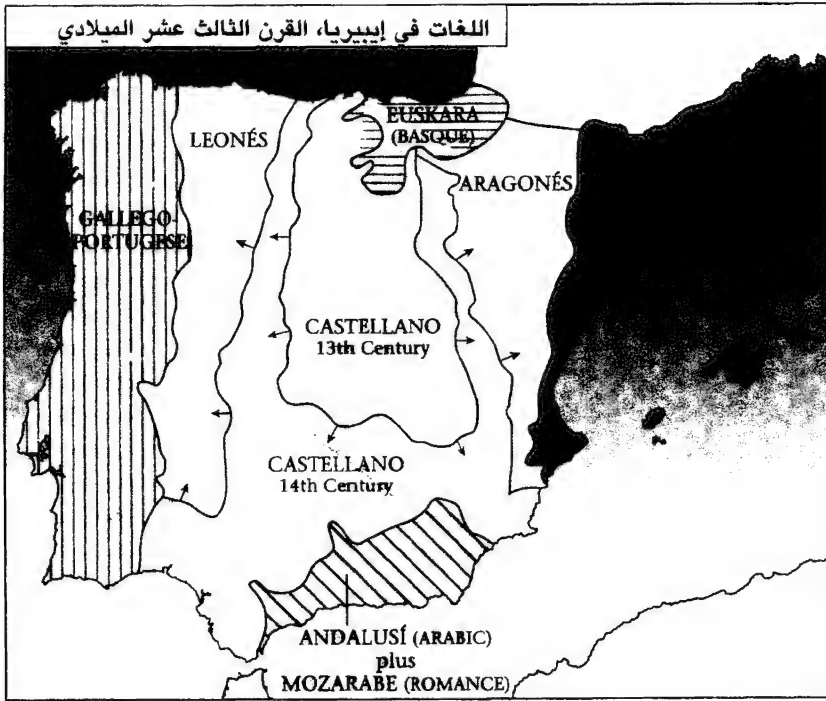 اللغات في إيبيريا، القرن الثالث عشر الميلادي
EUSKARA
(BASQUE)
LEONÉS
ARAGONÉS
GALLEGO-
PORTUGESE
CASTELLANO
13th Century
CASTELLANO
14th Century
ANDALUSÍ (ARABIC)
plus
MOZARABE (ROMANCE)